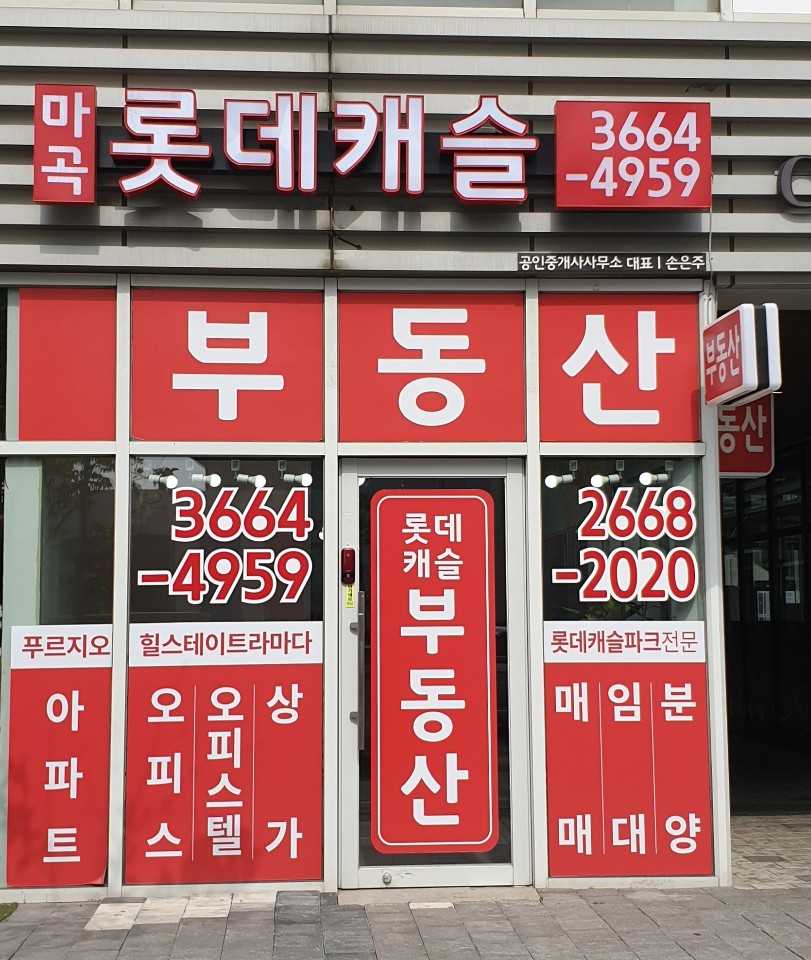 마곡 롯데캐슬 3664
-4959
공인중개사사무소 대표 | 손은주
부동산
부동산
동산
3664
-4959
2668
-2020
롯데
캐슬
부동산
푸르지오
힐스테이트라마다
롯데캐슬파크전문
아파트
오피스
오피스텔
상가
매매
임대
분양